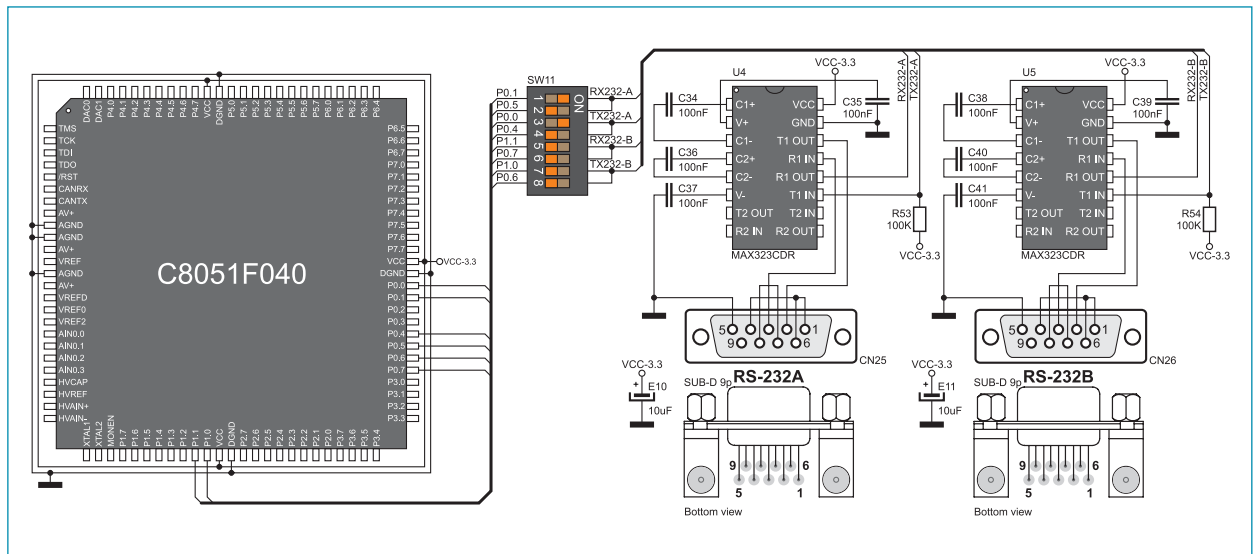 SW11
P0.1
P0.5
P0.0
P0.4
P1.1
P0.7
P1.0
P0.6
1
2
3
4
5
6
7
8
ON
RX232-A
TX232-A
RX232-B
TX232-B
DAC0
DAC1
P4.0
P4.1
P4.2
P4.3
P4.4
P4.5
P4.6
P4.7
VCC
DGND
P5.0
P5.1
P5.2
P5.3
P5.4
P5.5
P5.6
P5.7
P6.0
P6.1
P6.2
P6.3
P6.4
TMS
TCK
TDI
TDO
/RST
CANRX
CANTX
AV+
AGND
AGND
AV+
VREF
AGND
AV+
VREFD
VREF0
VREF2
AIN0.0
AIN0.1
AIN0.2
AIN0.3
HVCAP
HVREF
HVAIN+
HVAIN-
C8051F040
P6.5
P6.6
P6.7
P7.0
P7.1
P7.2
P7.3
P7.4
P7.5
P7.6
P7.7
VCC
DGND
P0.0
P0.1
P0.2
P0.3
P0.4
P0.5
P0.6
P0.7
P3.0
P3.1
P3.2
P3.3
VCC-3.3
XTAL1
XTAL2
MONEN
P1.7
P1.6
P1.5
P1.4
P1.3
P1.2
P1.1
P1.0
VCC
DGND
P2.7
P2.6
P2.5
P2.4
P2.3
P2.2
P2.1
P2.0
P3.7
P3.6
P3.5
P3.4
U4
VCC-3.3
C34
100nF
C36
100nF
C37
100nF
C1+
V+
C1-
C2+
C2-
V-
T2 OUT
R2 IN
VCC
GND
T1 OUT
R1 IN
R1 OUT
T1 IN
T2 IN
R2 OUT
MAX323CDR
C35
100nF
RX232-A
TX232-A
R53
100K
VCC-3.3
5
1
9
6
CN25
VCC-3.3
+
E10
10uF
SUB-D 9p
RS-232A
9
6
5
1
Bottom view
U5
VCC-3.3
C38
100nF
C40
100nF
C41
100nF
C1+
V+
C1-
C2+
C2-
V-
T2 OUT
R2 IN
VCC
GND
T1 OUT
R1 IN
R1 OUT
T1 IN
T2 IN
R2 OUT
MAX323CDR
C39
100nF
RX232-B
TX232-B
R54
100K
VCC-3.3
5
1
9
6
CN26
VCC-3.3
+
E11
10uF
SUB-D 9p
RS-232B
9
6
5
1
Bottom view